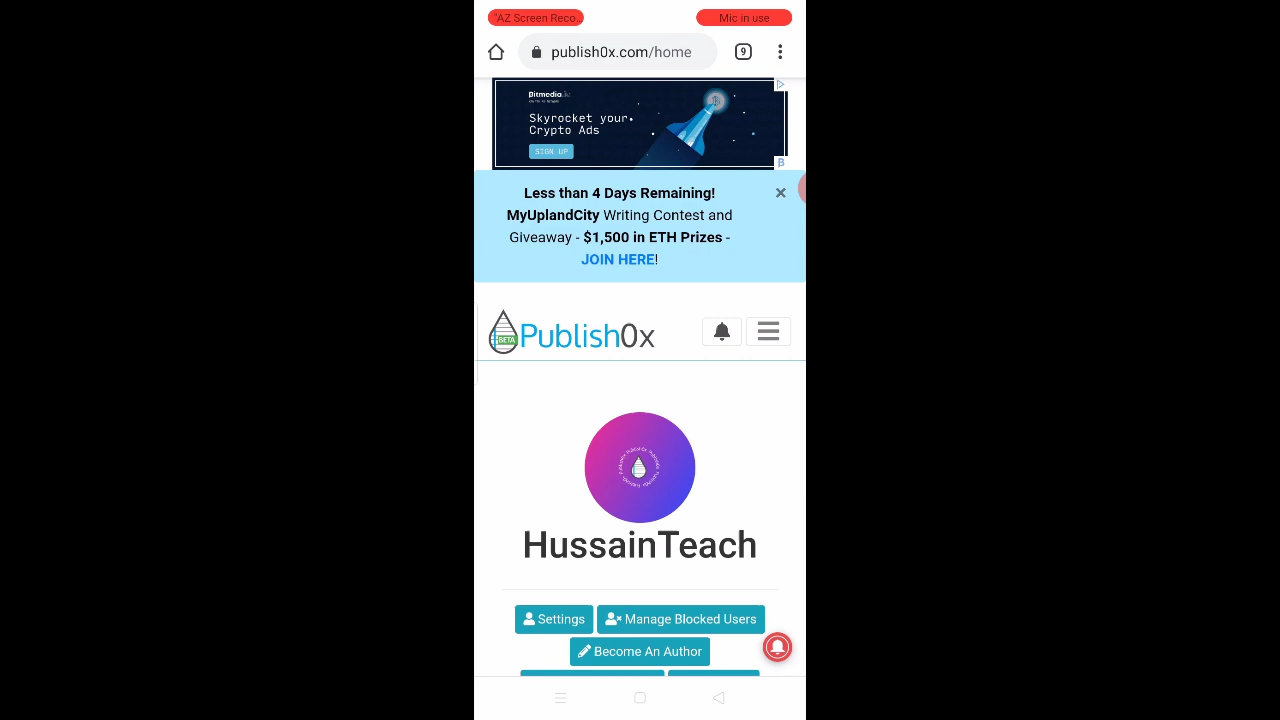 "AZ Screen Reco..
Mic in use
publish0x.com/home
9
Bitmedia.io
Skyrocket your
Crypto Ads
SIGN UP
Less than 4 Days Remaining!
MyUplandCity Writing Contest and
Giveaway - $1,500 in ETH Prizes -
JOIN HERE!
BETA
Publish0x
HussainTeach
Settings
Manage Blocked Users
Become An Author